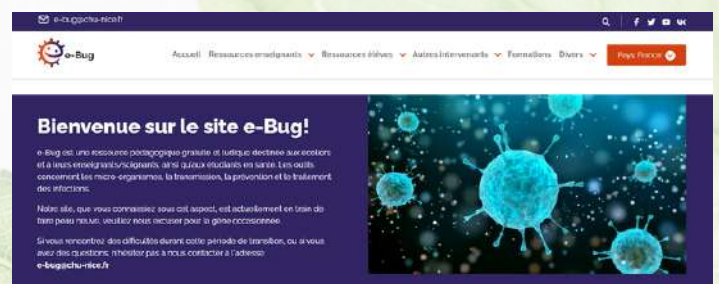 e-bug@chu-nice.fr
e-Bug
Accueil Ressources enseignants Ressources élèves Autres intervenants Formations Divers Pays: France
Bienvenue sur le site e-Bug!
e-Bug est une ressource pédagogique gratuite et ludique destinée aux écoliers
et à leurs enseignants/soignants, ainsi qu'aux étudiants en santé. Les outils
concernent les micro-organismes, la transmission, la prévention et le traitement
des infections.
Notre site, que vous connaissiez sous cet aspect, est actuellement en train de
faire peau neuve, veuillez nous excuser pour la gêne occasionnée.
Si vous rencontrez des difficultés durant cette période de transition, ou si vous
avez des questions, n'hésitez pas à nous contacter à l'adresse
e-bug@chu-nice.fr